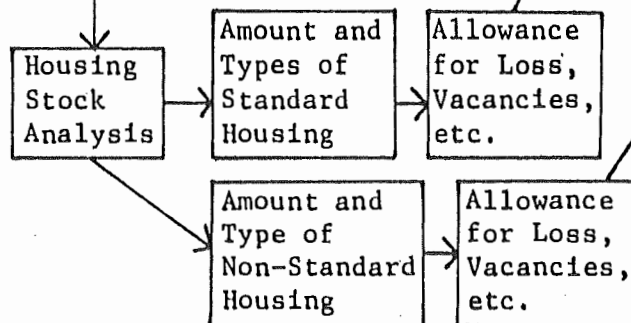 Housing
Stock
Analysis
Amount and
Types of
Standard
Housing
Allowance
for Loss,
Vacancies,
etc.
Amount and
Type of
Non-Standard
Housing
Allowance
for Loss,
Vacancies,
etc.